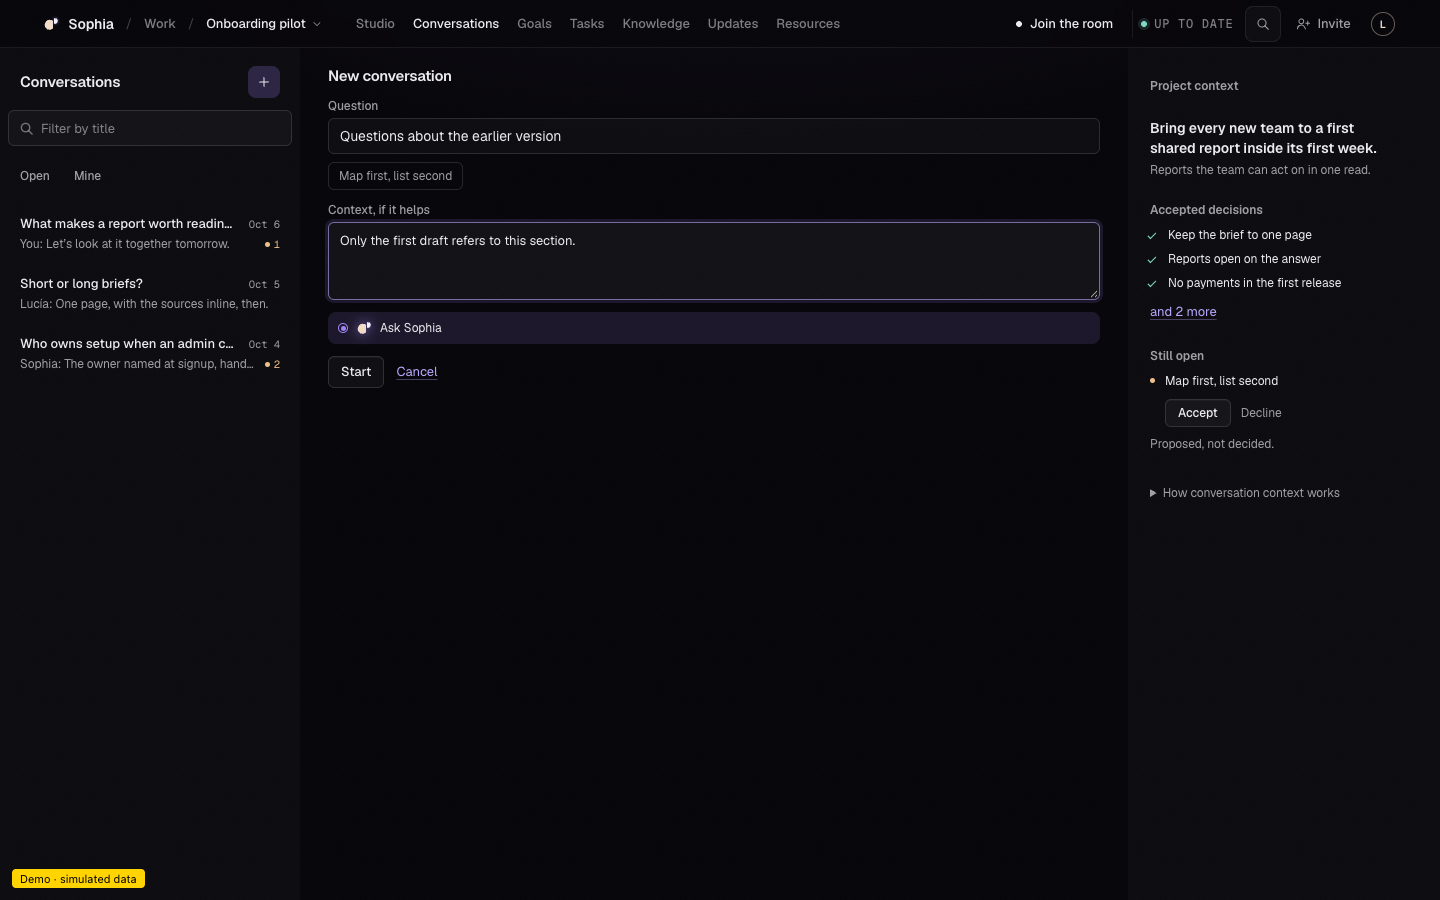 Sophia / Work / Onboarding pilot
Studio Conversations Goals Tasks Knowledge Updates Resources
Join the room
UP TO DATE
Invite
L
Conversations
Filter by title
Open Mine
What makes a report worth readin... Oct 6
You: Let's look at it together tomorrow. 1
Short or long briefs? Oct 5
Lucía: One page, with the sources inline, then.
Who owns setup when an admin c... Oct 4
Sophia: The owner named at signup, hand... 2
Demo · simulated data
New conversation
Question
Questions about the earlier version
Map first, list second
Context, if it helps
Only the first draft refers to this section.
Ask Sophia
Start Cancel
Project context
Bring every new team to a first
shared report inside its first week.
Reports the team can act on in one read.
Accepted decisions
Keep the brief to one page
Reports open on the answer
No payments in the first release
and 2 more
Still open
Map first, list second
Accept Decline
Proposed, not decided.
How conversation context works